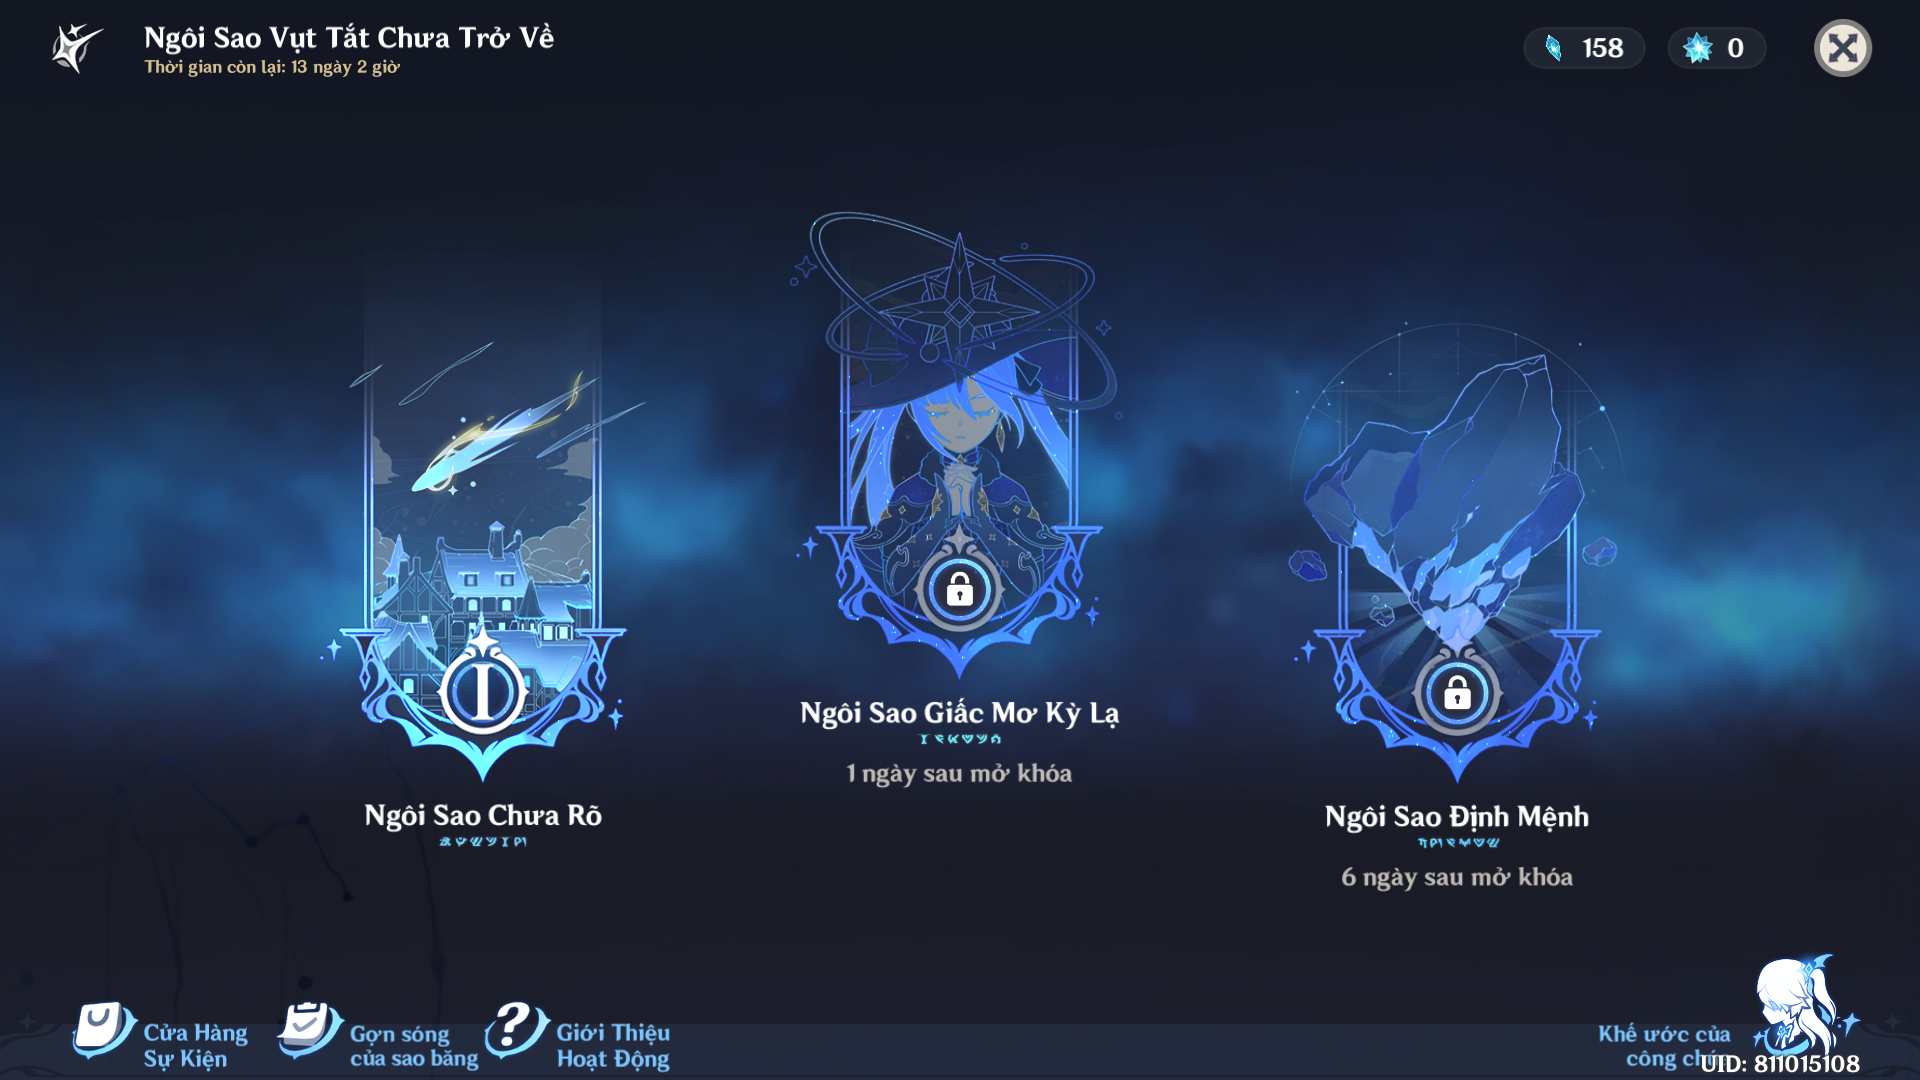 Ngôi Sao Vụt Tắt Chưa Trở Về
Thời gian còn lại: 13 ngày 2 giờ
158
0
I
Ngôi Sao Chưa Rõ
Ngôi Sao Giấc Mơ Kỳ Lạ
1 ngày sau mở khóa
Ngôi Sao Định Mệnh
6 ngày sau mở khóa
Cửa Hàng
Sự Kiện
Gợn sóng
của sao băng
Giới Thiệu
Hoạt Động
Khế ước của
công
UID: 811015108